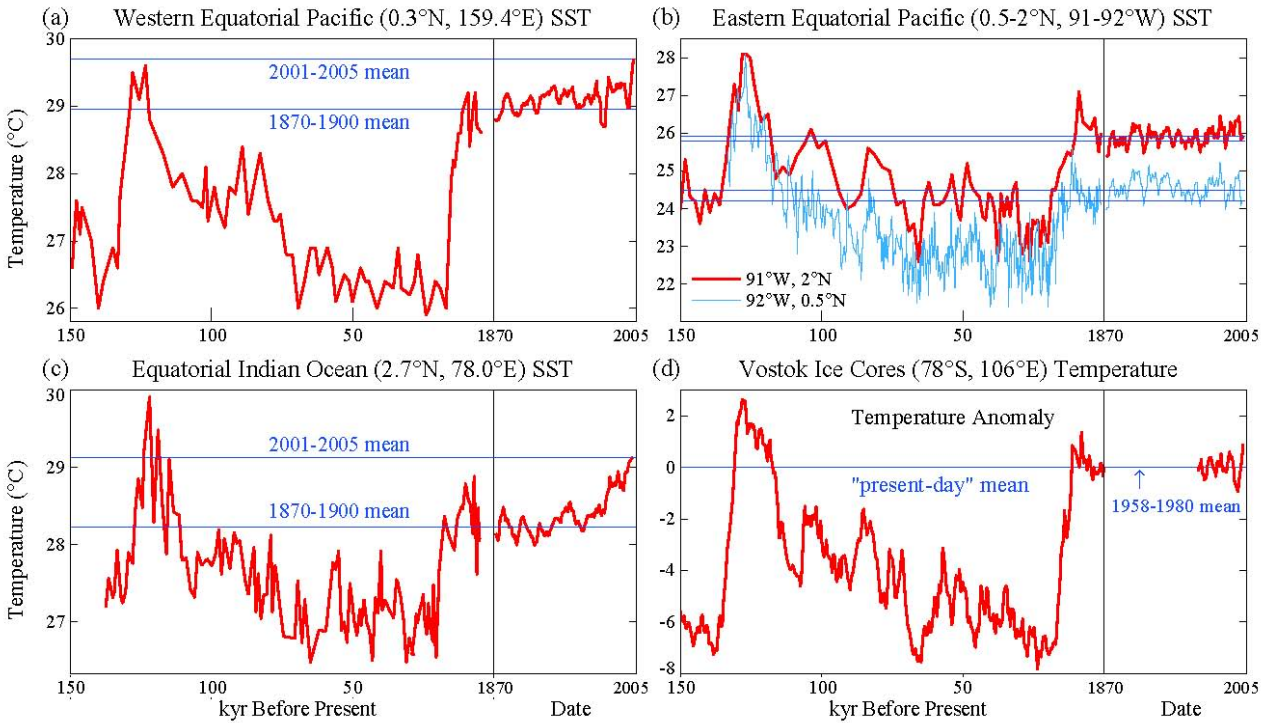 (a) Western Equatorial Pacific (0.3°N, 159.4°E) SST
30
2001-2005 mean
29
1870-1900 mean
28
27
26
Temperature (°C)
150 100 50 1870 2005
(b) Eastern Equatorial Pacific (0.5-2°N, 91-92°W) SST
28
27
26
25
24
23
22
91°W, 2°N
92°W, 0.5°N
150 100 50 1870 2005
(c) Equatorial Indian Ocean (2.7°N, 78.0°E) SST
30
2001-2005 mean
29
1870-1900 mean
28
27
Temperature (°C)
150 100 50 1870 2005
kyr Before Present Date
(d) Vostok Ice Cores (78°S, 106°E) Temperature
Temperature Anomaly
2
0
"present-day" mean
1958-1980 mean
-2
-4
-6
-8
150 100 50 1870 2005
kyr Before Present Date